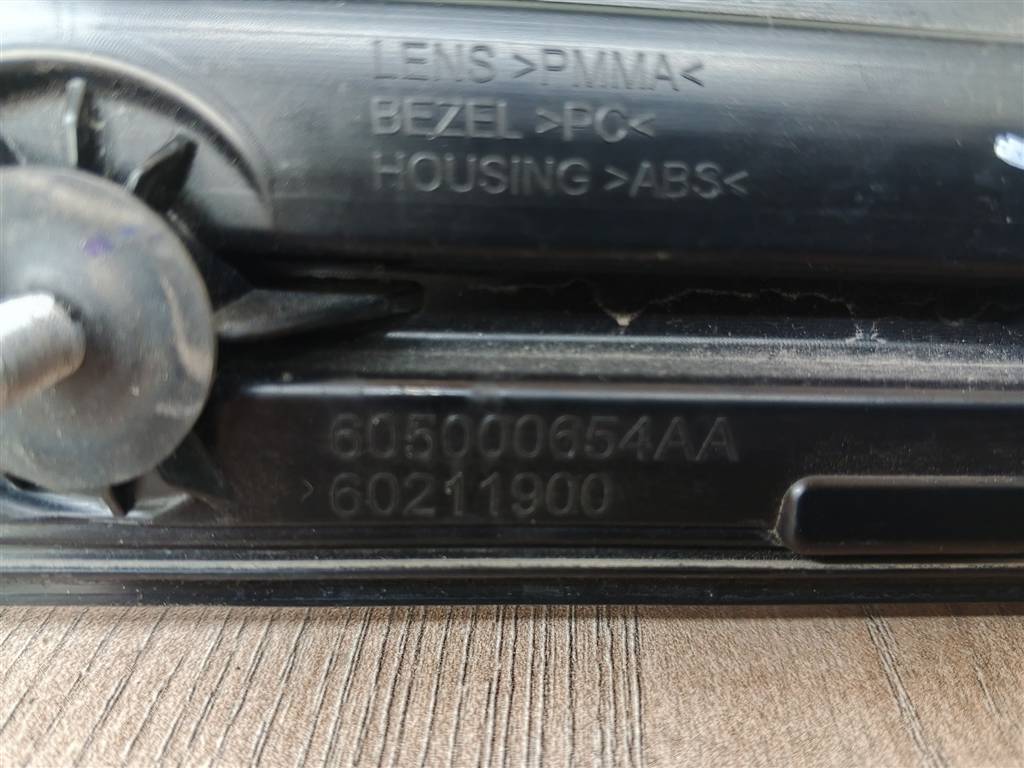 LENS >PMMA<
BEZEL >PC<
HOUSING >ABS<
605000654AA
60211900